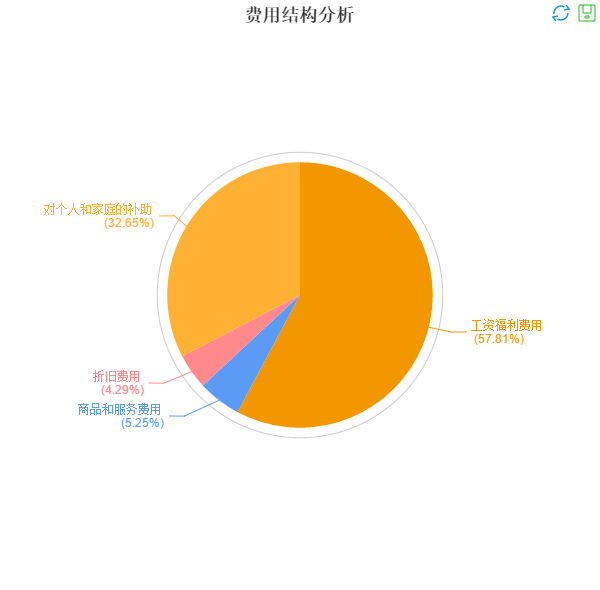 费用结构分析
对个人和家庭的补助
(32.65%)
工资福利费用
(57.81%)
折旧费用
(4.29%)
商品和服务费用
(5.25%)